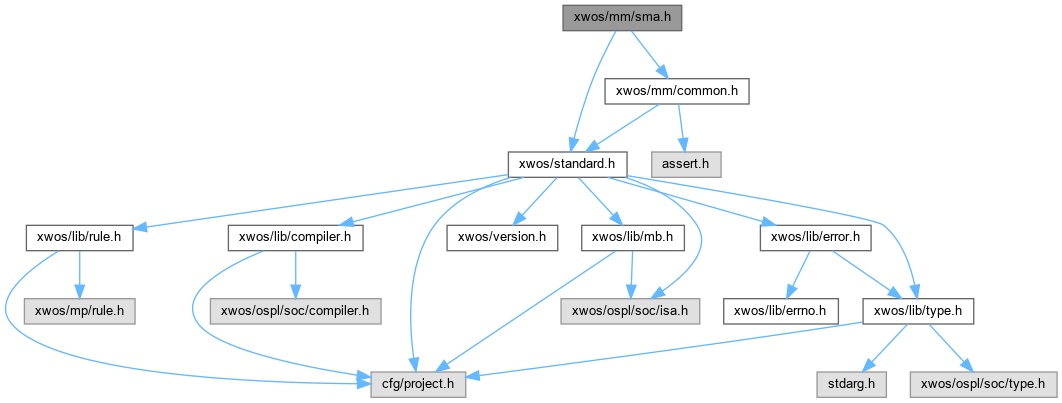 xwos/mm/sma.h
xwos/mm/common.h
xwos/standard.h
assert.h
xwos/lib/rule.h
xwos/lib/compiler.h
xwos/version.h
xwos/lib/mb.h
xwos/lib/error.h
xwos/mp/rule.h
xwos/ospl/soc/compiler.h
xwos/ospl/soc/isa.h
xwos/lib/errno.h
xwos/lib/type.h
cfg/project.h
stdarg.h
xwos/ospl/soc/type.h